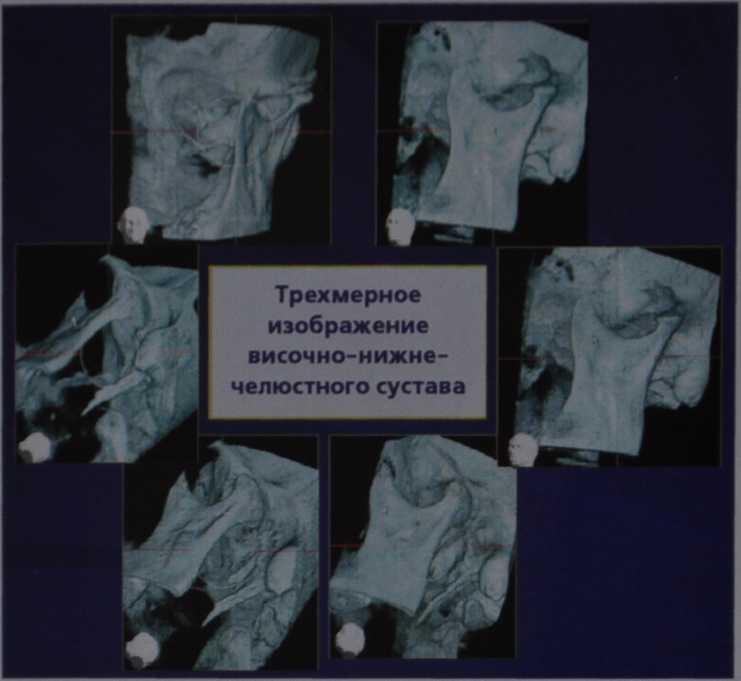 Трехмерное
изображение
височно-нижне-
челюстного сустава